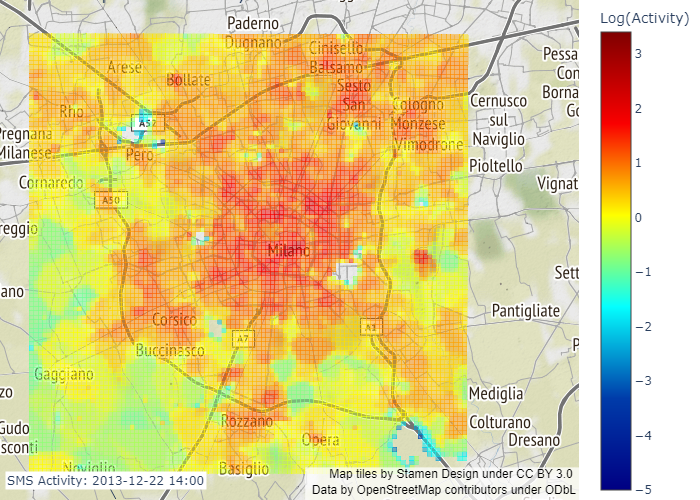 Log(Activity)
Paderno
Dugnano
Cinisello
Balsamo
Arese
Bollate
Sesto
San
Giovanni
Rho
A52
Cologno
Monzese
Vimodrone
Pessa
Con
Borna
Go
Cernusco
sul
Naviglio
Pregnana
Milanese
Pero
Pioltello
Cornaredo
Vignat
A50
reggio
Milano
Sett
ano
Pantigliate
Corsico
A7
A1
Buccinasco
P
Gaggiano
zo
Mediglia
Rozzano
Colturano
Gudo
sconti
Opera
Dresano
Noviglio
Basiglio
SMS Activity: 2013-12-22 14:00
Map tiles by Stamen Design under CC BY 3.0
Data by OpenStreetMap contributors under ODbL
3
2
1
0
−1
−2
−3
−4
−5